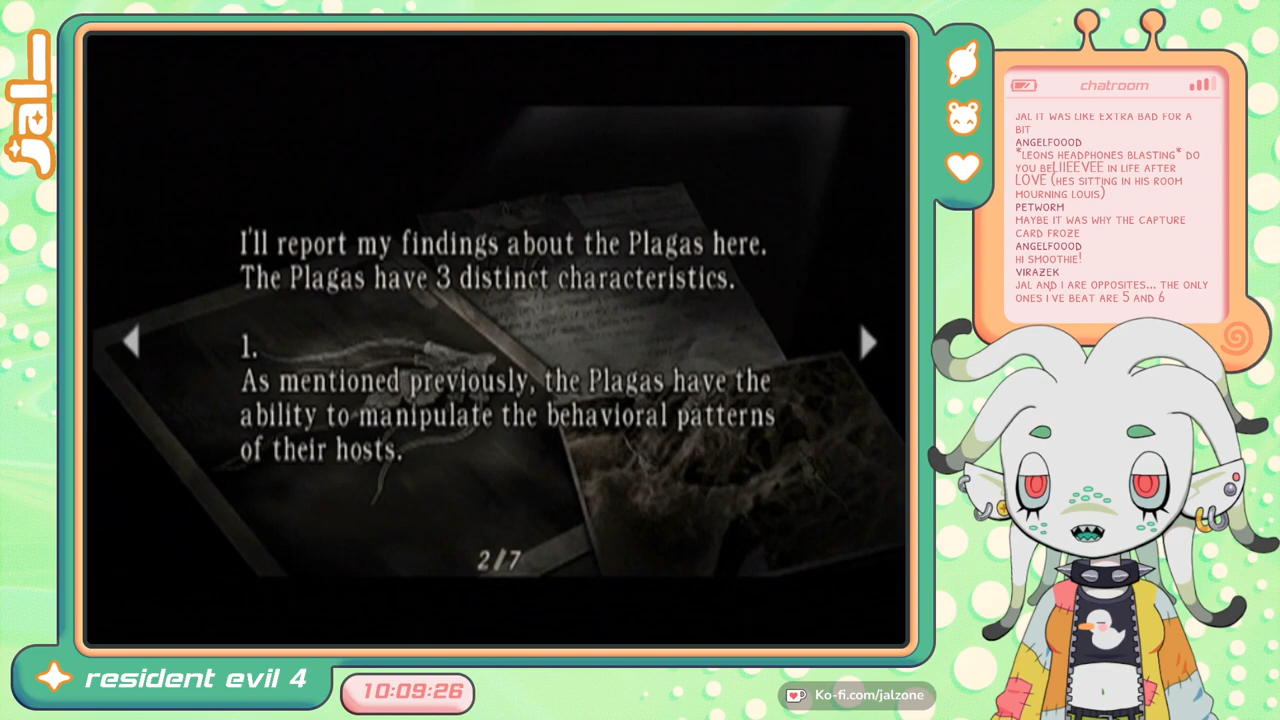 jal
I'll report my findings about the Plagas here.
The Plagas have 3 distinct characteristics.
1.
As mentioned previously, the Plagas have the
ability to manipulate the behavioral patterns
of their hosts.
2/7
chatroom
JAL IT WAS LIKE EXTRA BAD FOR A
BIT
ANGELFOOOD
*LEONS HEADPHONES BLASTING* DO
YOU BELIIEEVEE IN LIFE AFTER
LOVE (HES SITTING IN HIS ROOM
MOURNING LOUIS)
PETWORM
MAYBE IT WAS WHY THE CAPTURE
CARD FROZE
ANGELFOOOD
HI SMOOTHIE!
VIRAZEK
JAL AND I ARE OPPOSITES... THE ONLY
ONES I VE BEAT ARE 5 AND 6
resident evil 4
10:09:26
Ko-fi.com/jalzone